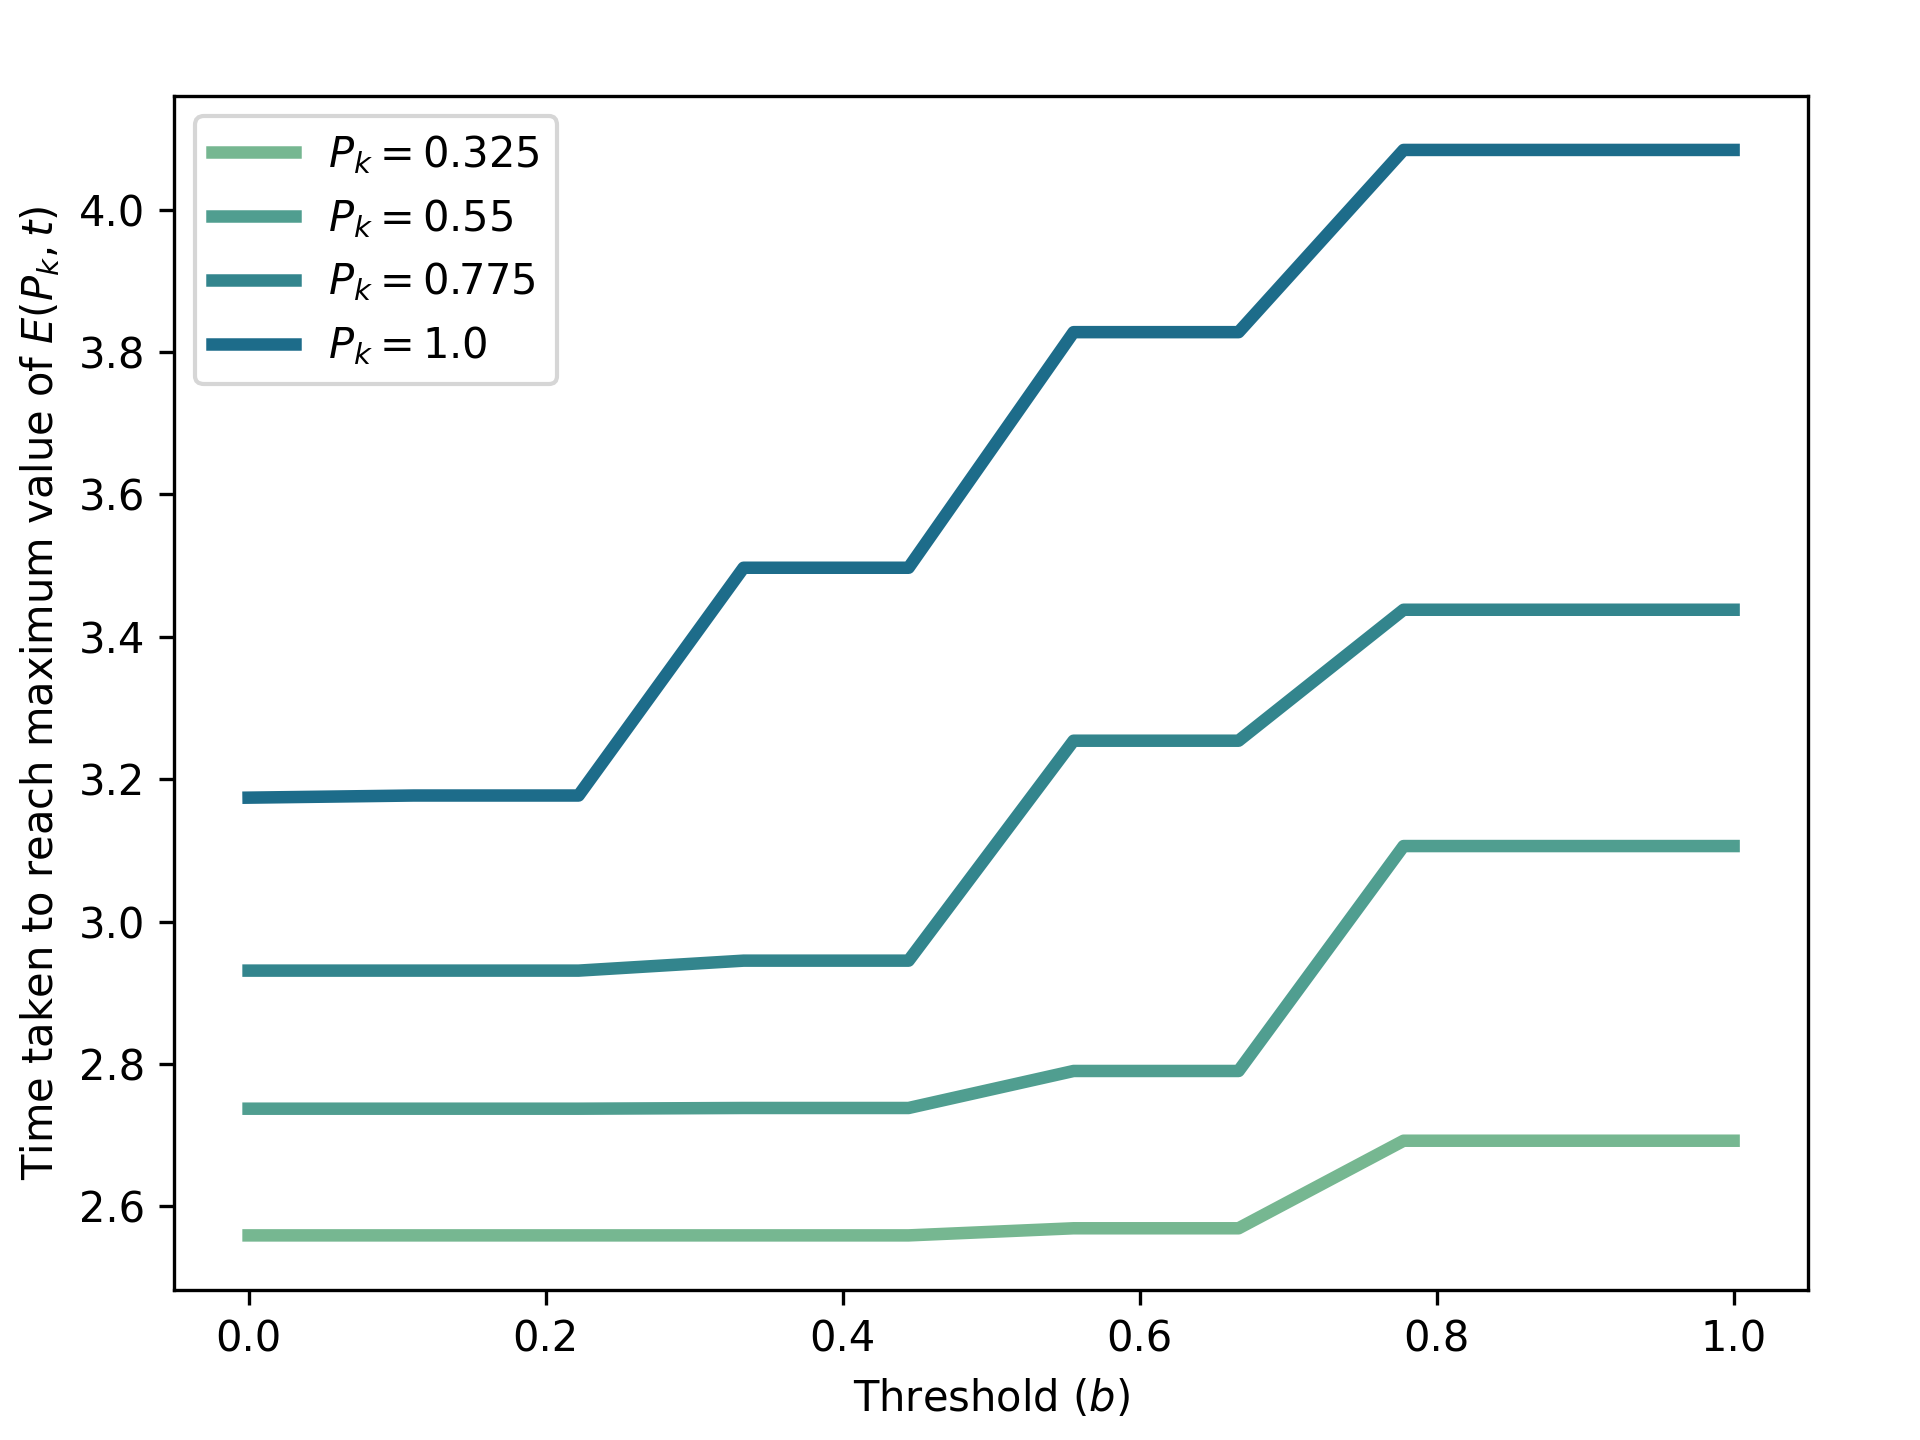 Time taken to reach maximum value of E(P_k, t)
4.0
3.8
3.6
3.4
3.2
3.0
2.8
2.6
P_k = 0.325
P_k = 0.55
P_k = 0.775
P_k = 1.0
0.0 0.2 0.4 0.6 0.8 1.0
Threshold (b)